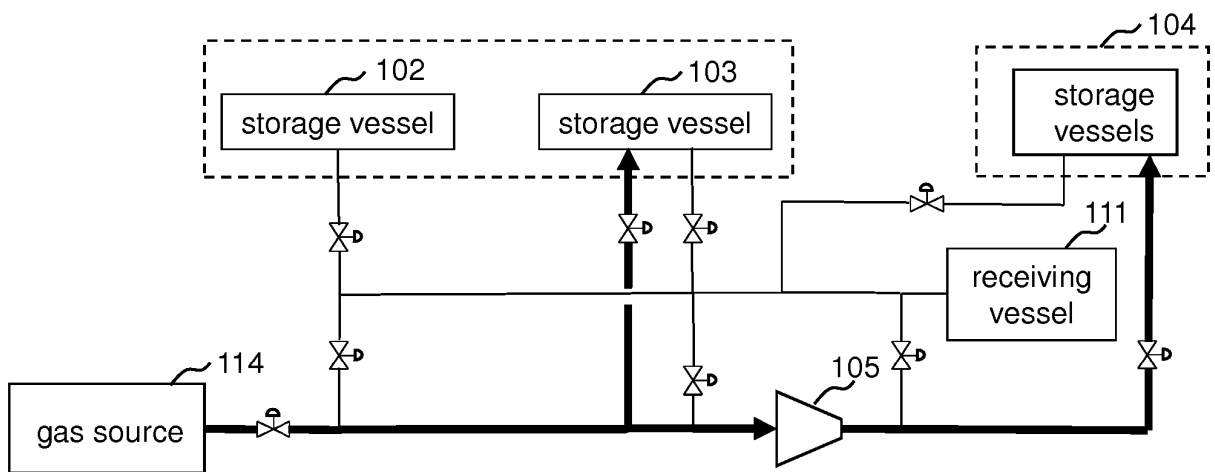 104
102
103
storage vessel
storage vessel
storage
vessels
111
receiving
vessel
114
105
gas source